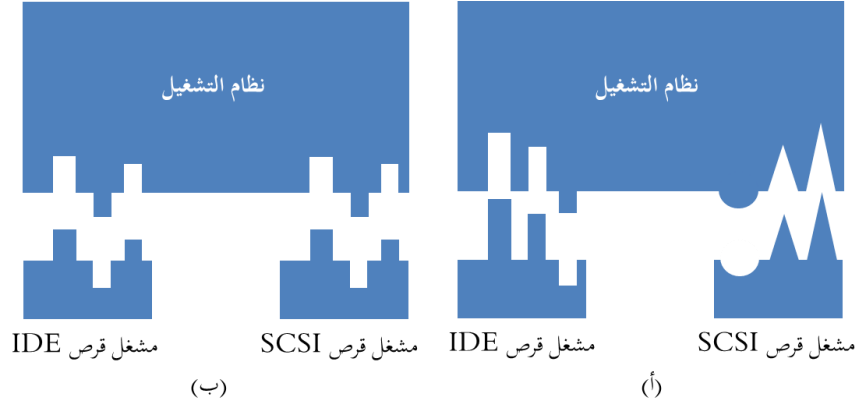 نظام التشغيل
نظام التشغيل
مشغل قرص SCSI
مشغل قرص IDE
مشغل قرص SCSI
مشغل قرص IDE
(أ)
(ب)